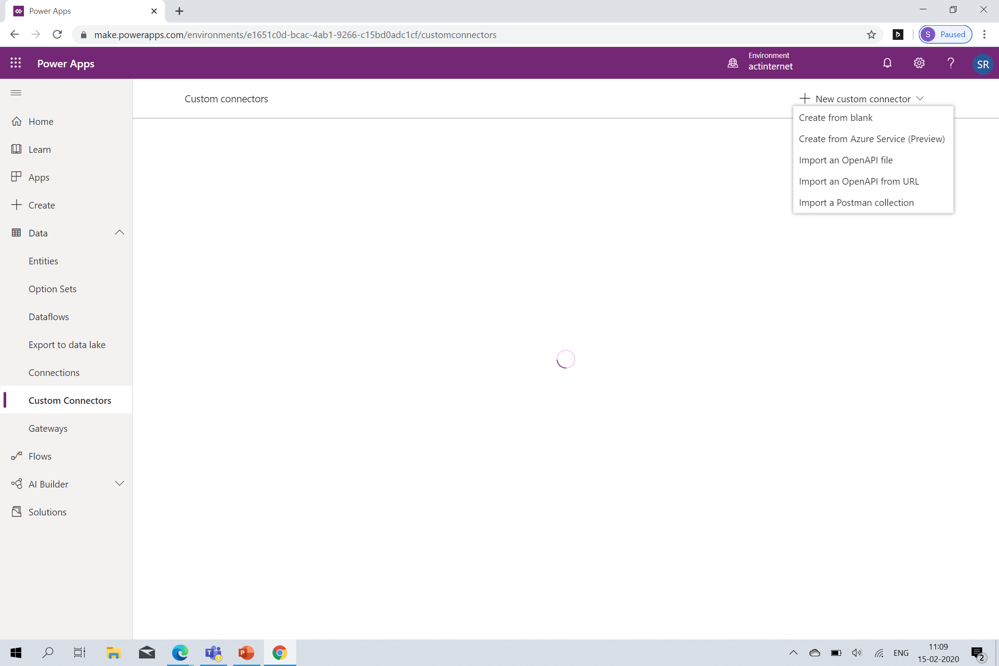 Power Apps
make.powerapps.com/environments/e1651c0d-bcac-4ab1-9266-c15bd0adc1cf/customconnectors
S Paused
Power Apps
Environment
actinternet
?
SR
Custom connectors
New custom connector
Create from blank
Create from Azure Service (Preview)
Import an OpenAPI file
Import an OpenAPI from URL
Import a Postman collection
Home
Learn
Apps
Create
Data
Entities
Option Sets
Dataflows
Export to data lake
Connections
Custom Connectors
Gateways
Flows
AI Builder
Solutions
T
P
ENG
11:09
15-02-2020
2